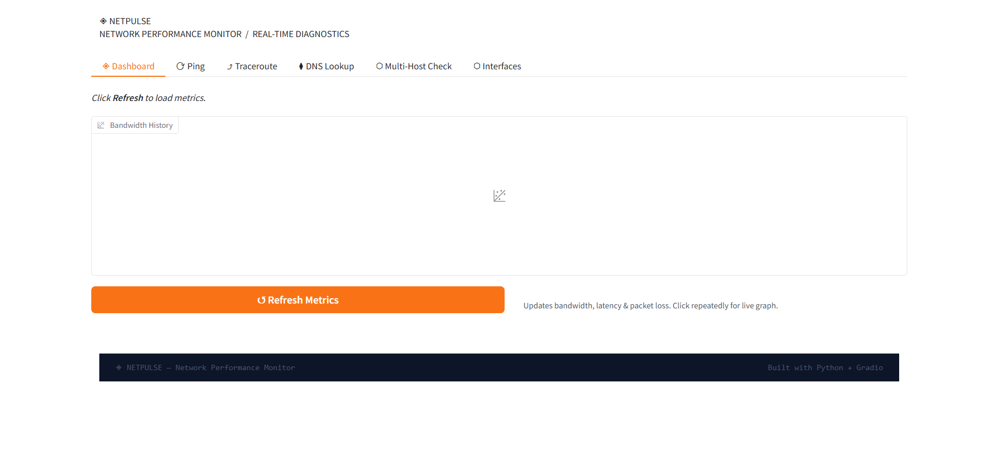 ◈ NETPULSE
NETWORK PERFORMANCE MONITOR / REAL-TIME DIAGNOSTICS
◈ Dashboard
⟳ Ping
⤴ Traceroute
⧫ DNS Lookup
⬡ Multi-Host Check
⬡ Interfaces
Click Refresh to load metrics.
Bandwidth History
↺ Refresh Metrics
Updates bandwidth, latency & packet loss. Click repeatedly for live graph.
◈ NETPULSE — Network Performance Monitor
Built with Python + Gradio